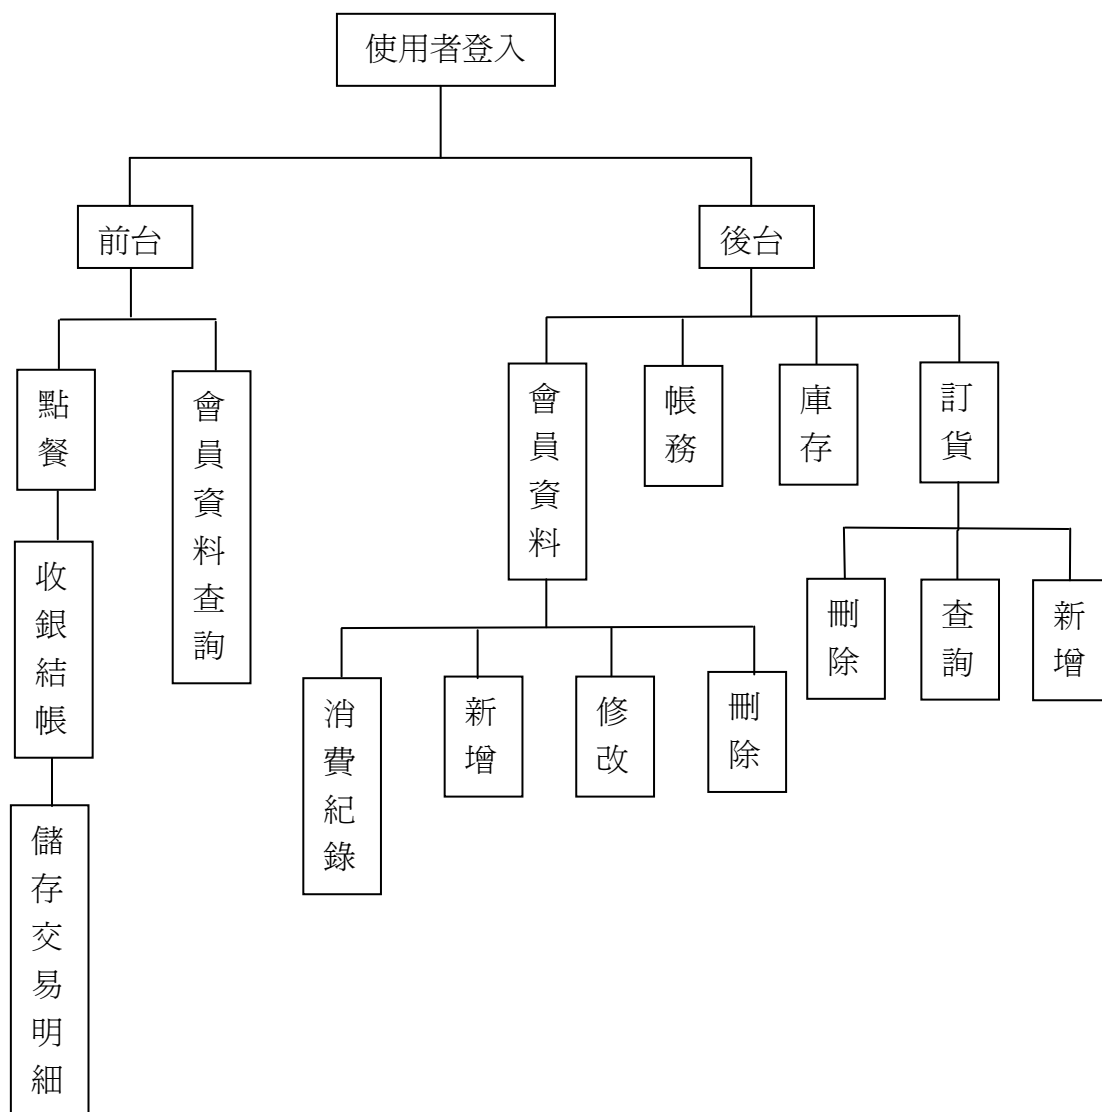 使用者登入
前台
後台
點餐
會員資料查詢
會員資料
帳務
庫存
訂貨
收銀結帳
刪除
查詢
新增
消費紀錄
新增
修改
刪除
儲存交易明細